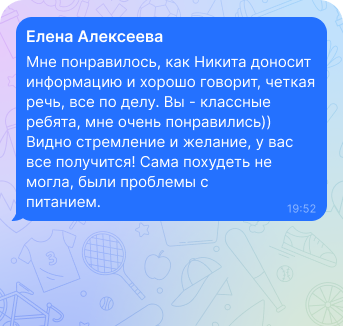 Елена Алексеева
Мне понравилось, как Никита доносит
информацию и хорошо говорит, четкая
речь, все по делу. Вы - классные
ребята, мне очень понравились))
Видно стремление и желание, у вас
все получится! Сама похудеть не
могла, были проблемы с
питанием.
19:52